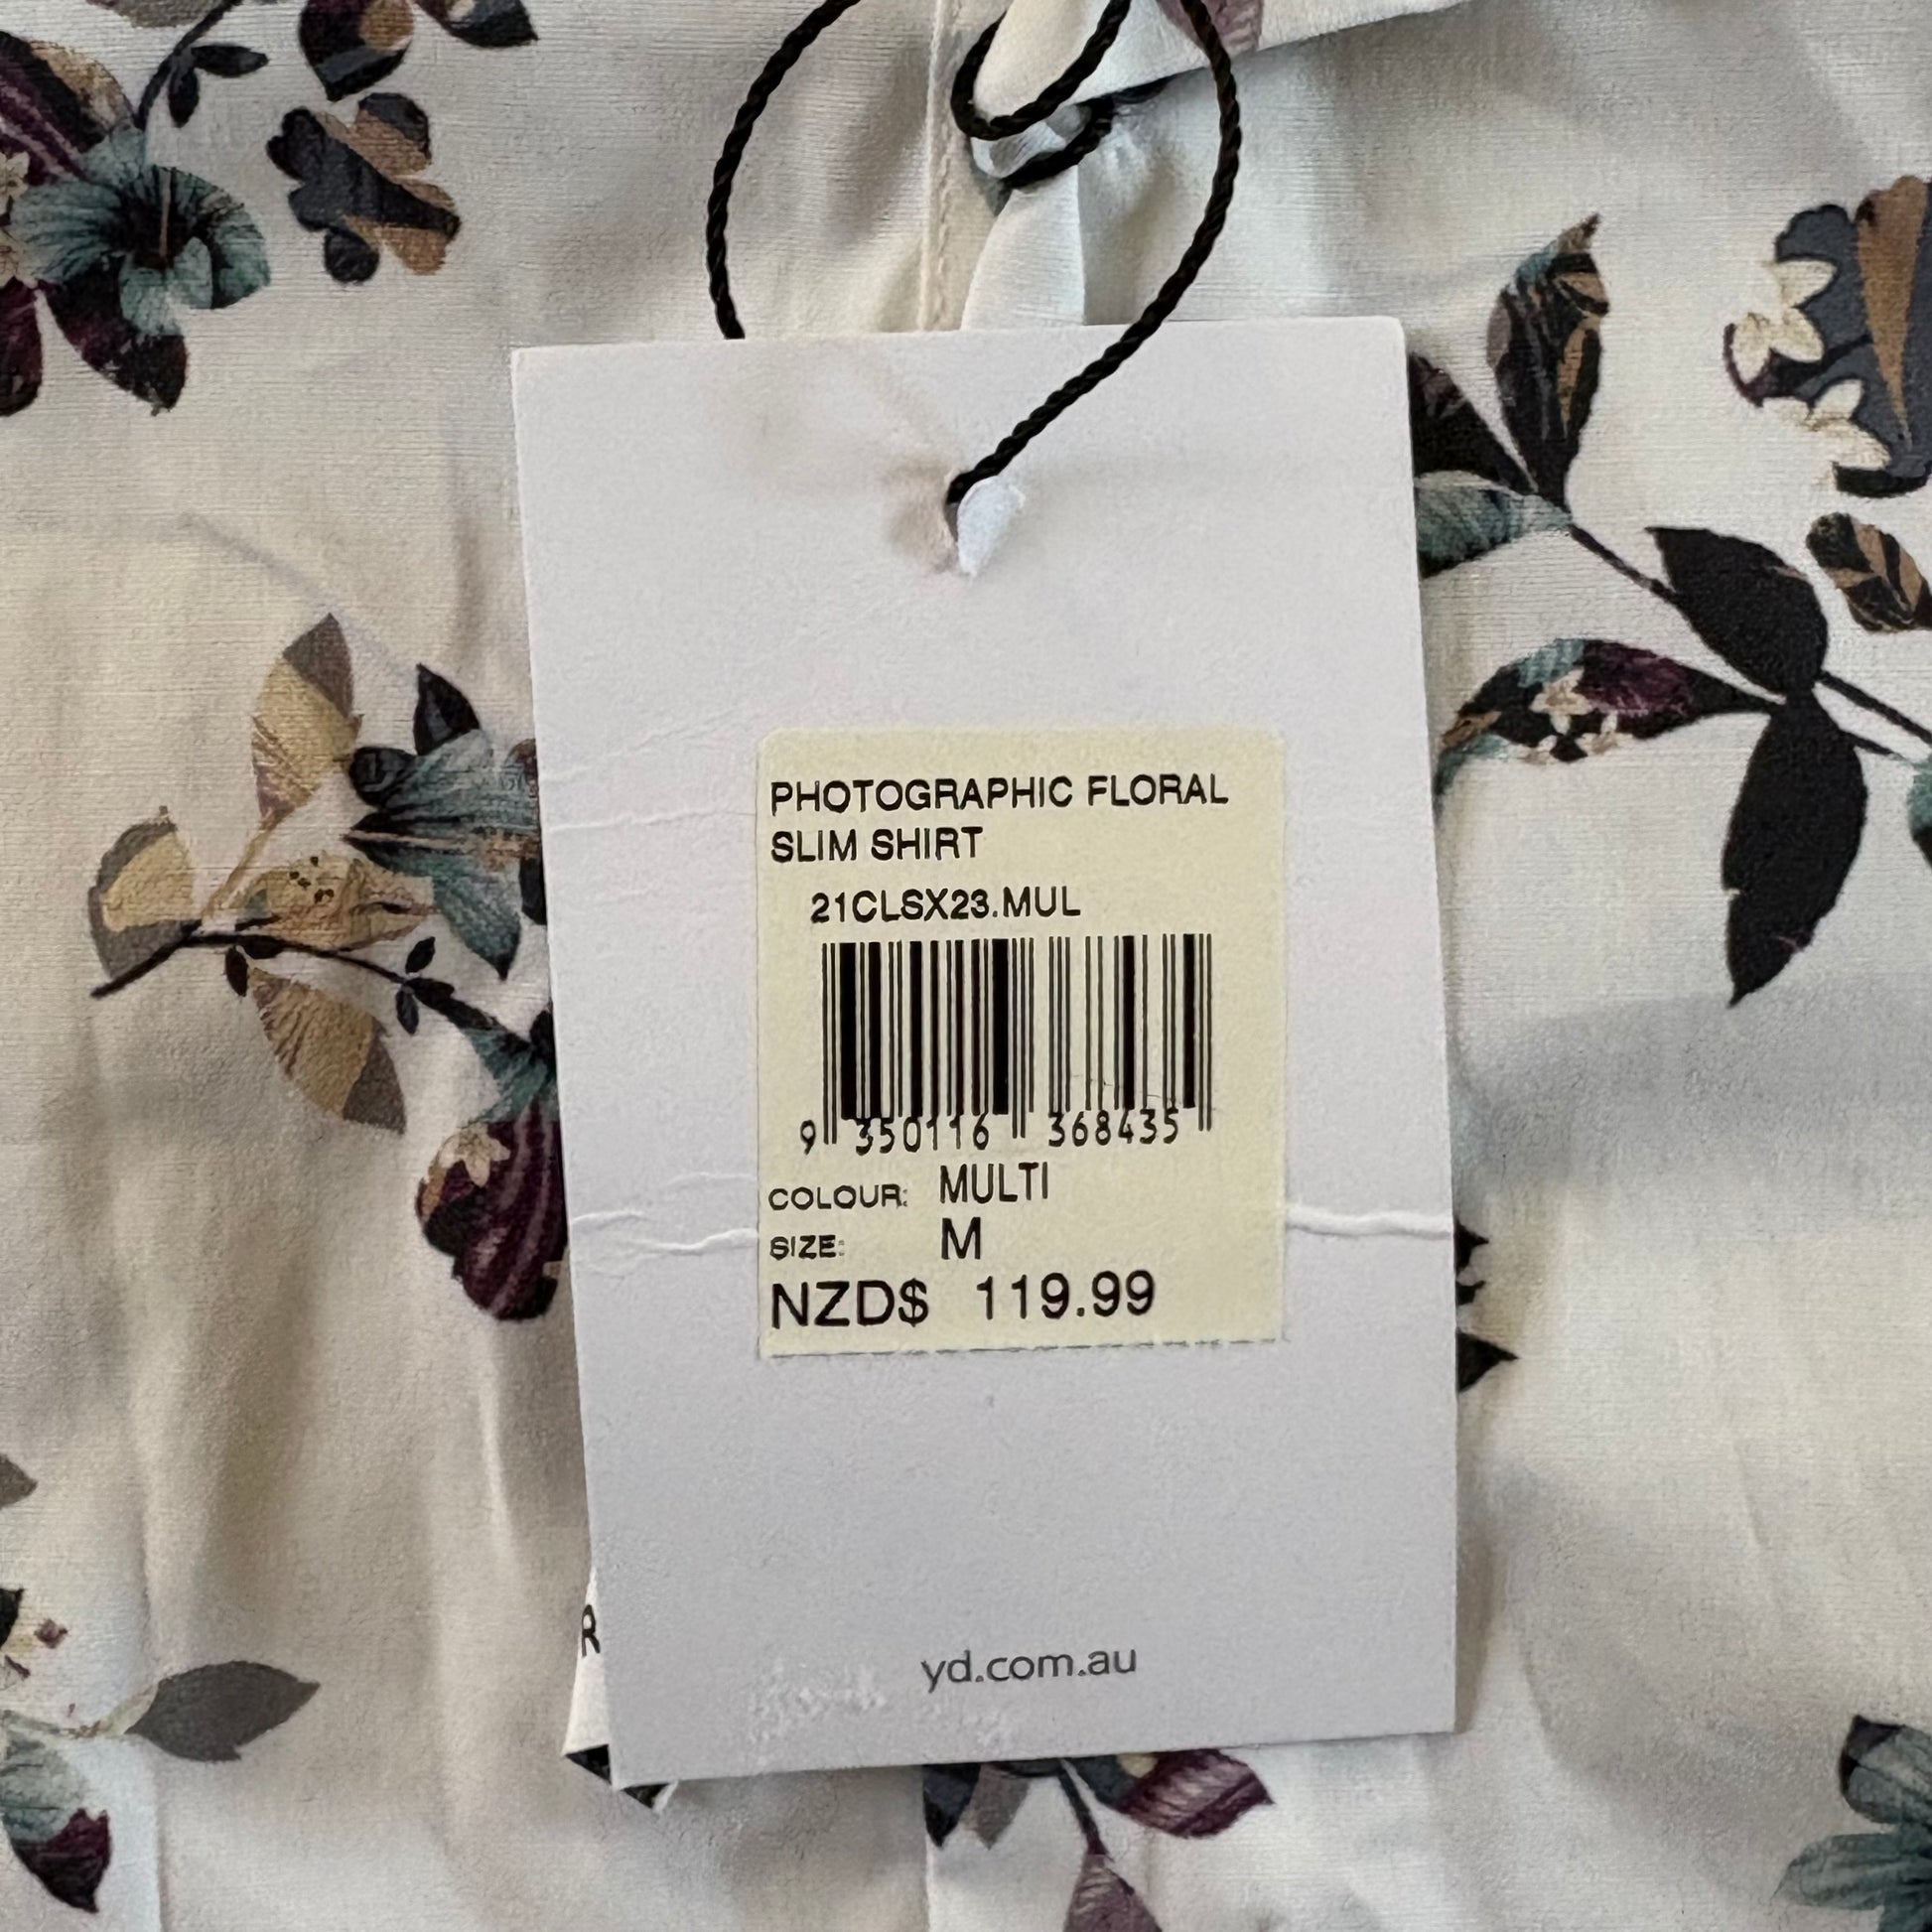 PHOTOGRAPHIC FLORAL
SLIM SHIRT
21CLSX23.MUL
9 350116 368435
COLOUR: MULTI
SIZE: M
NZD$ 119.99
R
yd.com.au